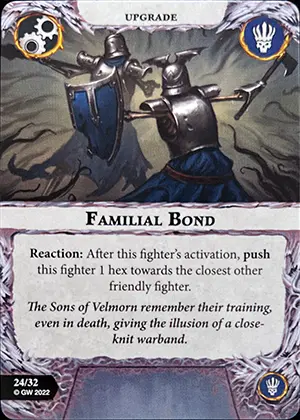 UPGRADE
FAMILIAL BOND
Reaction: After this fighter's activation, push
this fighter 1 hex towards the closest other
friendly fighter.
The Sons of Velmorn remember their training,
even in death, giving the illusion of a close-
knit warband.
24/32
© GW 2022